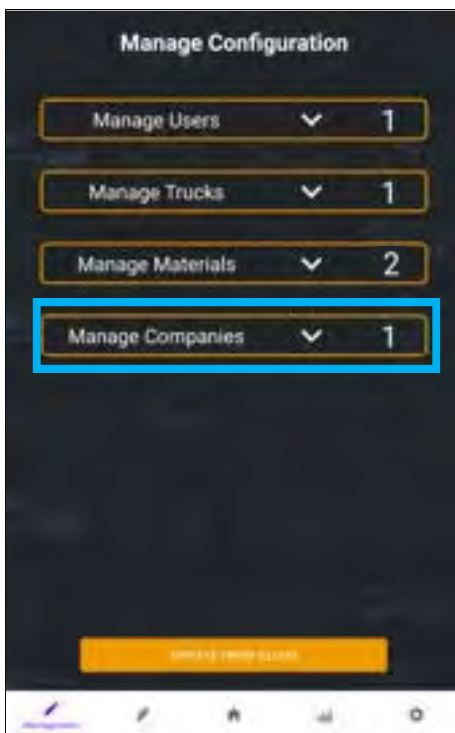 Manage Configuration
Manage Users 1
Manage Trucks 1
Manage Materials 2
Manage Companies 1